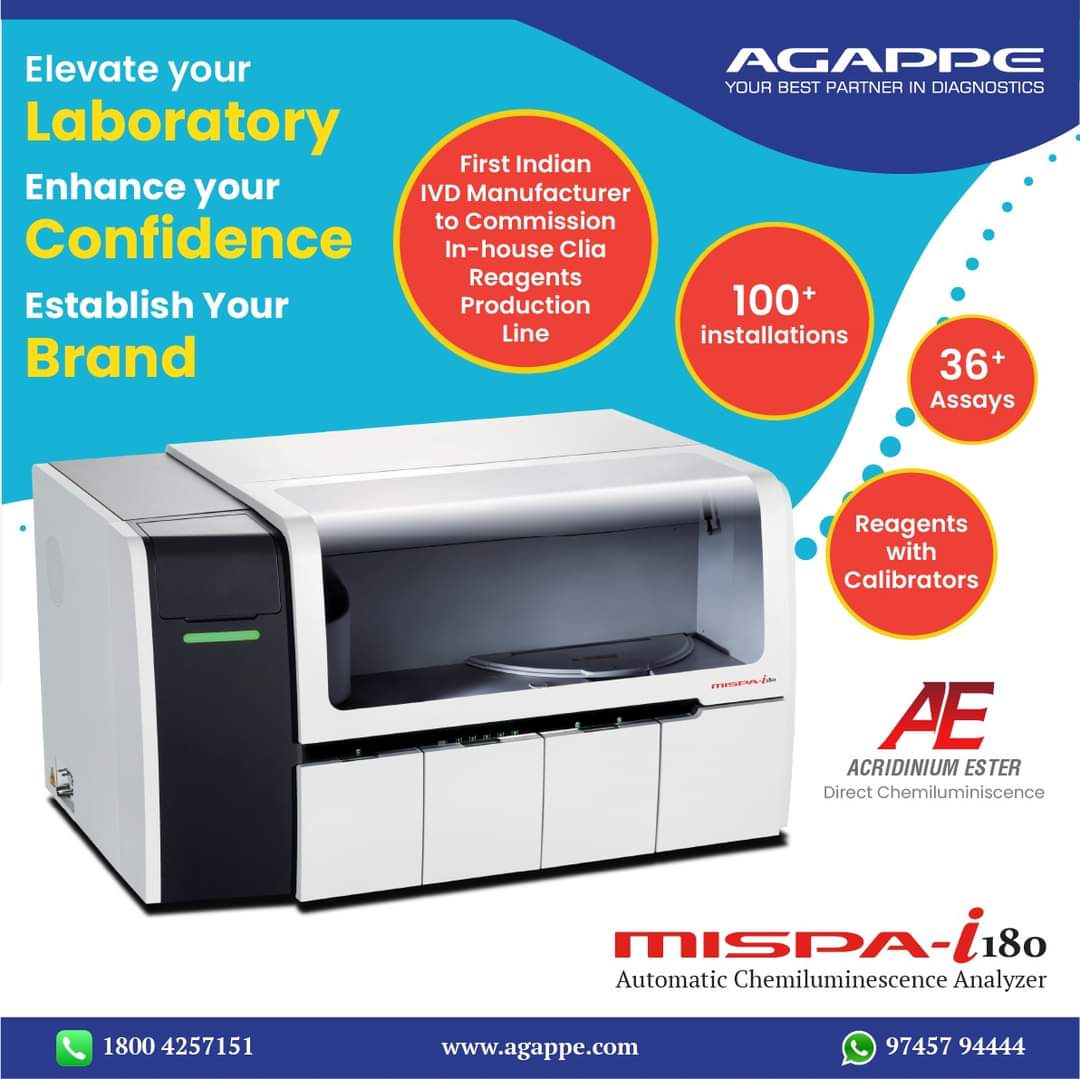 Elevate your
Laboratory
Enhance your
Confidence
Establish Your
Brand
AGAPPE
YOUR BEST PARTNER IN DIAGNOSTICS
First Indian
IVD Manufacturer
to Commission
In-house Clia
Reagents
Production
Line
100+
installations
36+
Assays
Reagents
with
Calibrators
MISPA-i180
AE
ACRIDINIUM ESTER
Direct Chemiluminiscence
MISPA-i180
Automatic Chemiluminescence Analyzer
1800 4257151
www.agappe.com
97457 94444